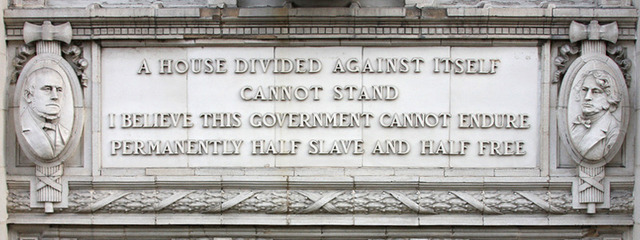 A HOUSE DIVIDED AGAINST ITSELF
CANNOT STAND
I BELIEVE THIS GOVERNMENT CANNOT ENDURE
PERMANENTLY HALF SLAVE AND HALF FREE